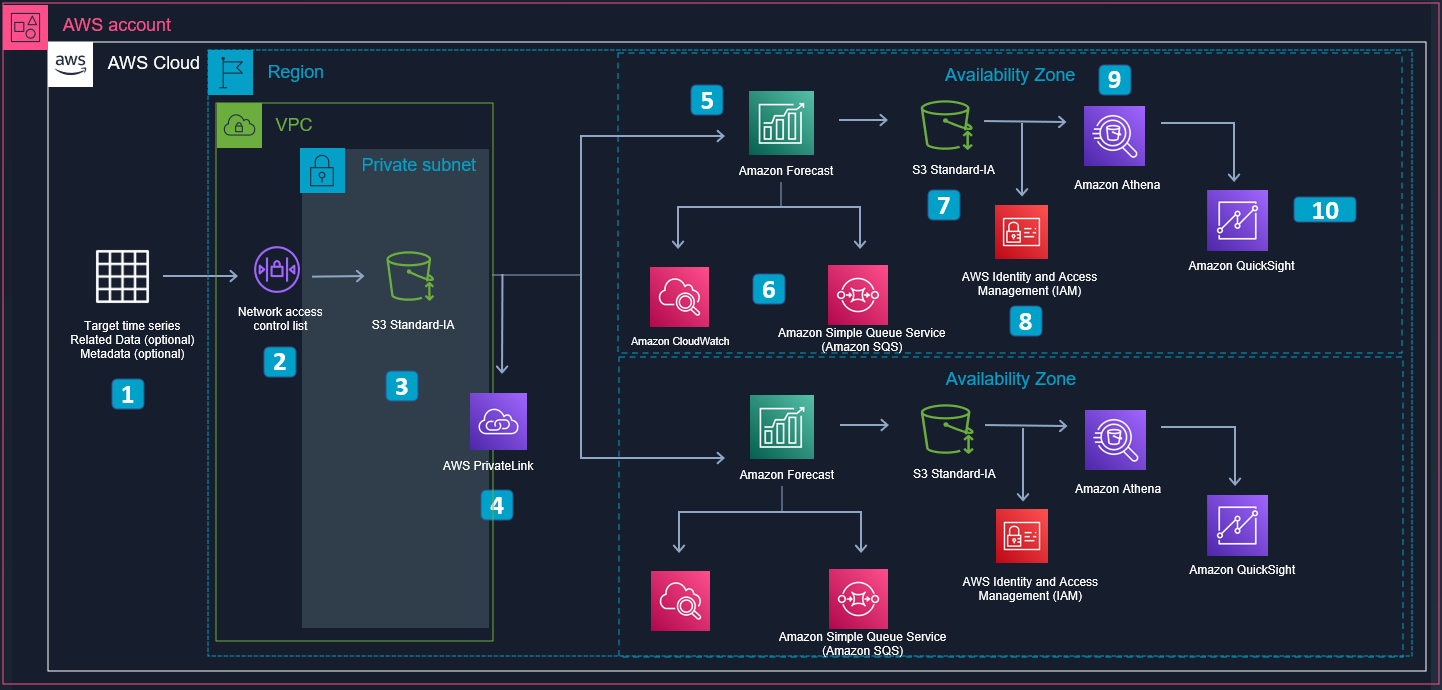 AWS account
aws
AWS Cloud
Region
VPC
Private subnet
Target time series
Related Data (optional)
Metadata (optional)
1
Network access
control list
2
S3 Standard-IA
3
AWS PrivateLink
4
Availability Zone
5
Amazon Forecast
S3 Standard-IA
7
9
Amazon Athena
10
Amazon QuickSight
AWS Identity and Access
Management (IAM)
8
6
Amazon CloudWatch
Amazon Simple Queue Service
(Amazon SQS)
Availability Zone
Amazon Forecast
S3 Standard-IA
Amazon Athena
Amazon QuickSight
AWS Identity and Access
Management (IAM)
Amazon Simple Queue Service
(Amazon SQS)